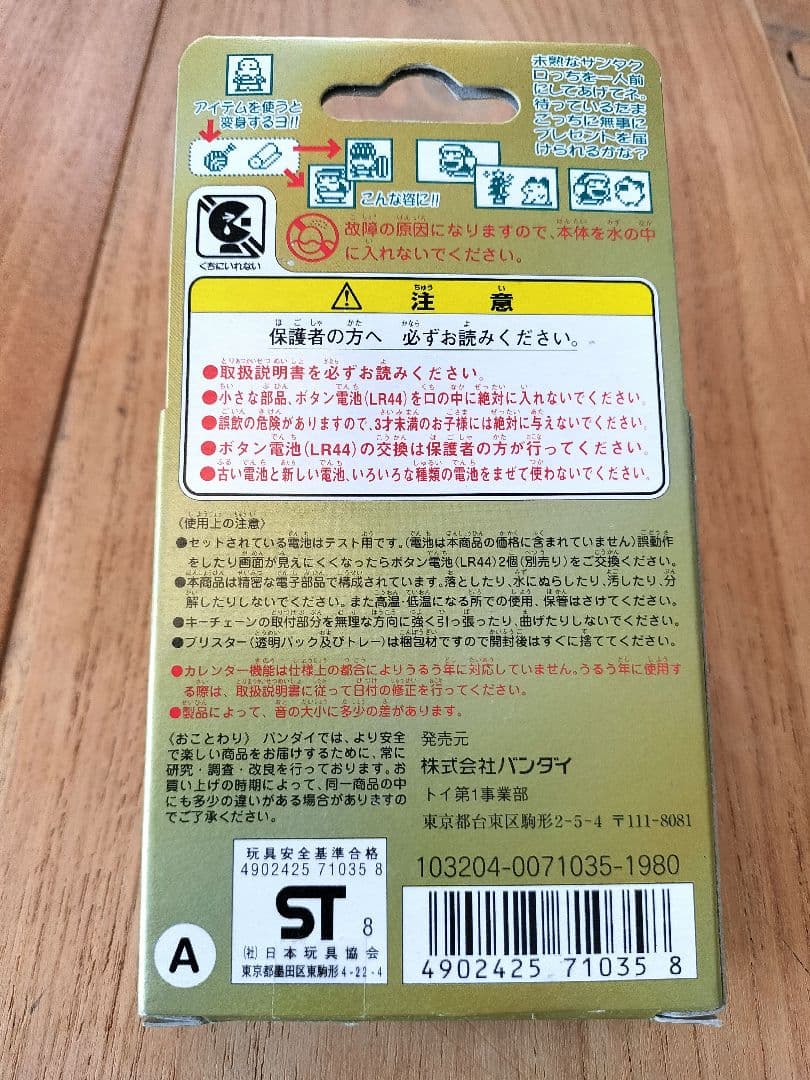 アイテムを使うと
変身するヨ!!
こんな姿に!!
未熟なサンタク
ロっちを一人前
にしてあげてネ。
待っているたま
ごっちに無事に
プレゼントを届
けられるかな?
くちにいれない
故障の原因になりますので、本体を水の中
に入れないでください。
注意
保護者の方へ 必ずお読みください。
●取扱説明書を必ずお読みください。
●小さな部品、ボタン電池(LR44)を口の中に絶対に入れないでください。
●誤飲の危険がありますので、3才未満のお子様には絶対に与えないでください。
●ボタン電池(LR44)の交換は保護者の方が行ってください。
●古い電池と新しい電池、いろいろな種類の電池をまぜて使わないでください。
〈使用上の注意〉
●セットされている電池はテスト用です。(電池は本商品の価格に含まれていません)誤動作
をしたり画面が見えにくくなったらボタン電池(LR44)2個(別売り)をご交換ください。
●本商品は精密な電子部品で構成されています。落としたり、水にぬらしたり、汚したり、分
解したりしないでください。また高温・低温になる所での使用、保管はさけてください。
●キーチェーンの取付部分を無理な方向に強く引っ張ったり、曲げたりしないでください。
●ブリスター(透明パック及びトレー)は梱包材ですので開封後はすぐに捨ててください。
●カレンダー機能は仕様上の都合によりうるう年に対応していません。うるう年に使用す
る際は、取扱説明書に従って日付の修正を行ってください。
●製品によって、音の大小に多少の差があります。
〈おことわり〉バンダイでは、より安全
で楽しい商品をお届けするために、常に
研究・調査・改良を行っております。お
買い上げの時期によって、同一商品の中
にも多少の違いがある場合がありますの
でご了承ください。
発売元
株式会社バンダイ
トイ第1事業部
東京都台東区駒形2-5-4 〒111-8081
103204-0071035-1980
玩具安全基準合格
4902425 71035 8
ST 8
(社)日本玩具協会
東京都墨田区東駒形4-22-4
A
4902425 71035 8